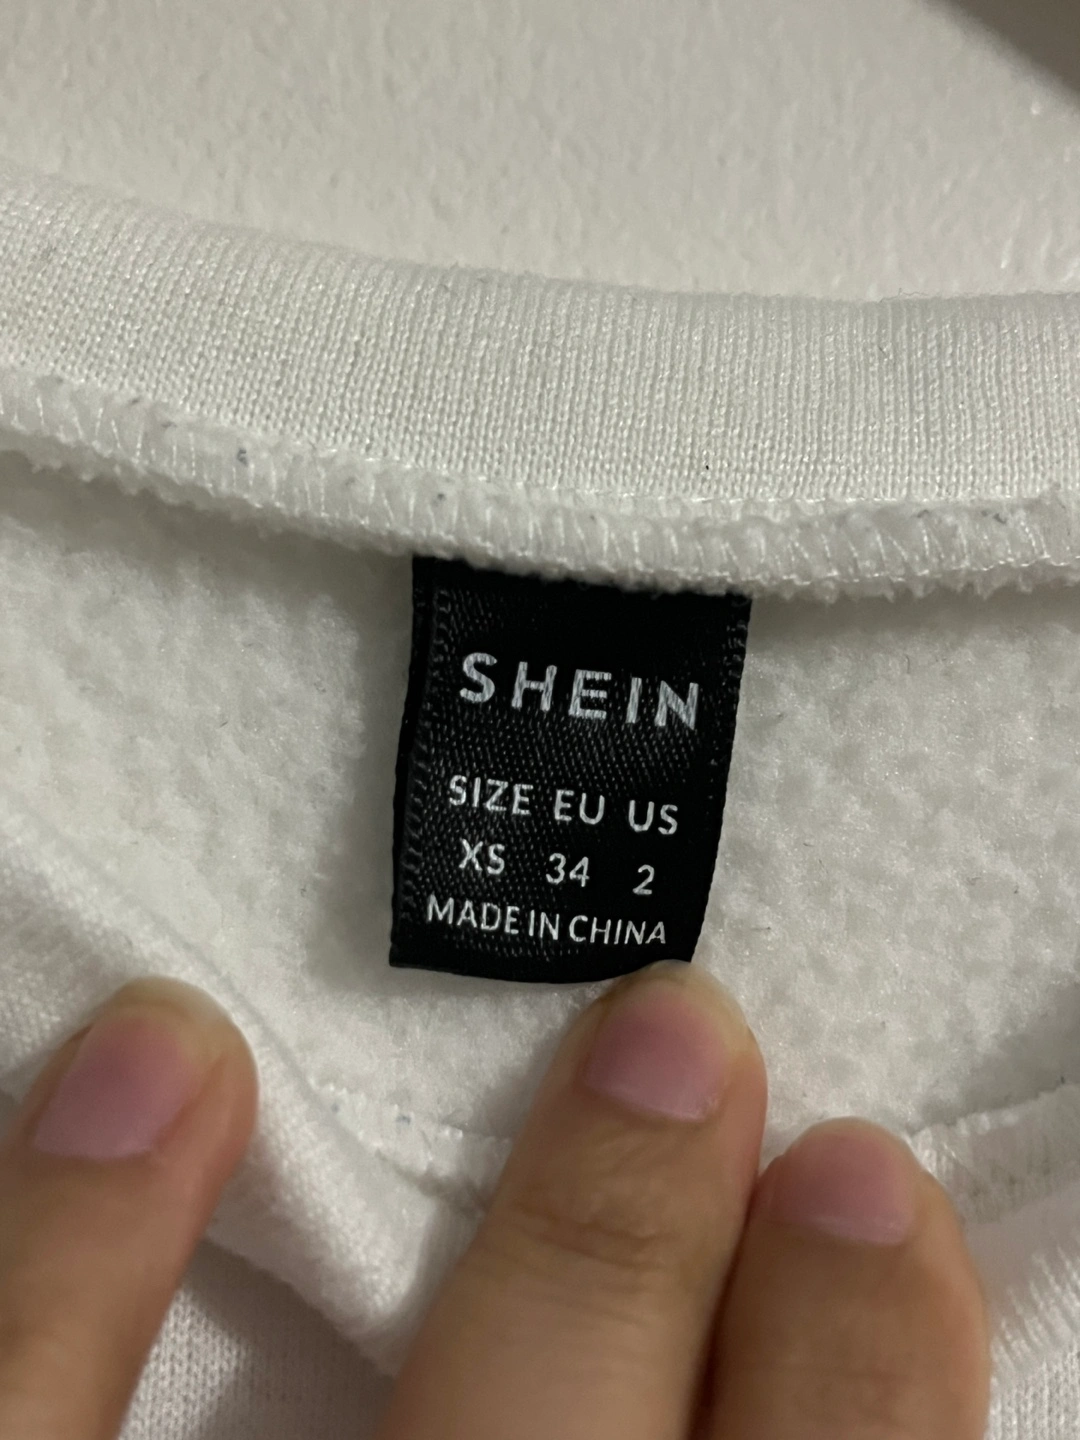 SHEIN
SIZE EU US
XS 34 2
MADE IN CHINA